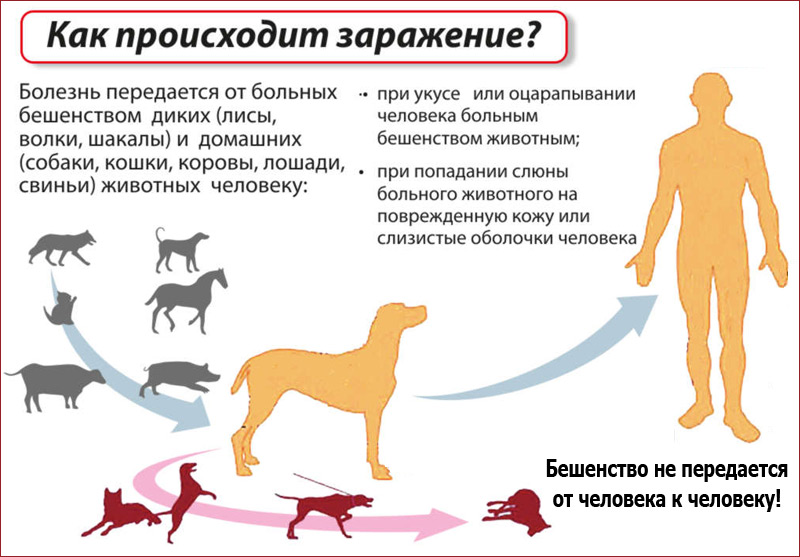 Как происходит заражение?
Болезнь передается от больных
бешенством диких (лисы,
волки, шакалы) и домашних
(собаки, кошки, коровы, лошади,
свиньи) животных человеку:
• при укусе или оцарапывании
человека больным
бешенством животным;
• при попадании слюны
больного животного на
поврежденную кожу или
слизистые оболочки человека
Бешенство не передается
от человека к человеку!